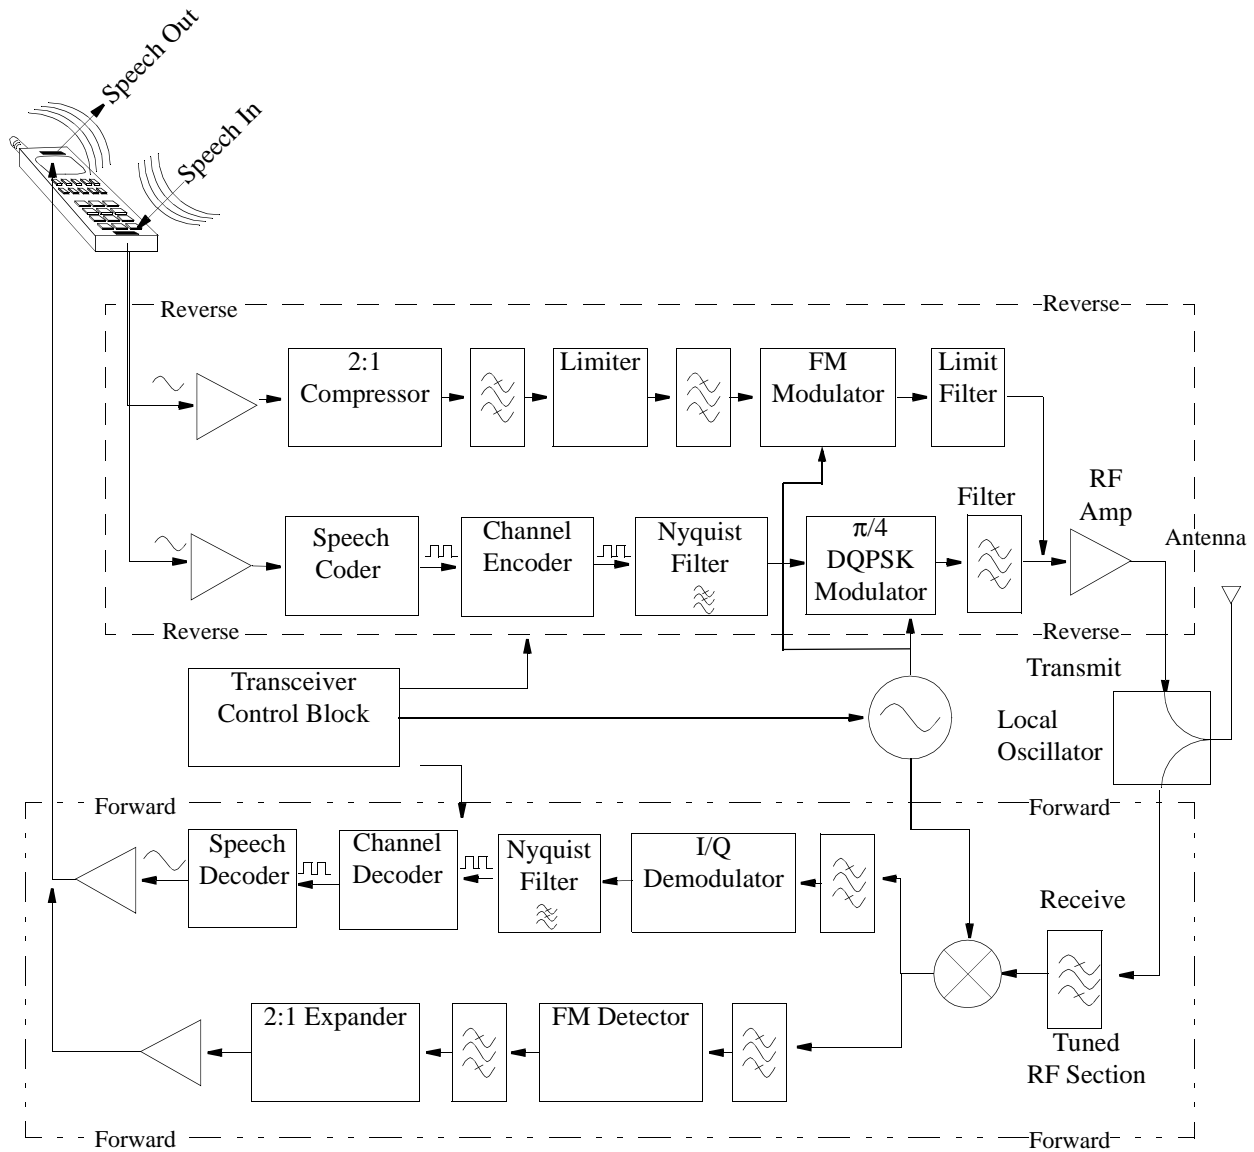 Speech Out
Speech In
Reverse
Reverse
2:1
Compressor
Limiter
FM
Modulator
Limit
Filter
Speech
Coder
Channel
Encoder
Nyquist
Filter
π/4
DQPSK
Modulator
Filter
RF
Amp
Antenna
Reverse
Reverse
Transceiver
Control Block
Transmit
Local
Oscillator
Forward
Forward
Speech
Decoder
Channel
Decoder
Nyquist
Filter
I/Q
Demodulator
Receive
2:1 Expander
FM Detector
Tuned
RF Section
Forward
Forward